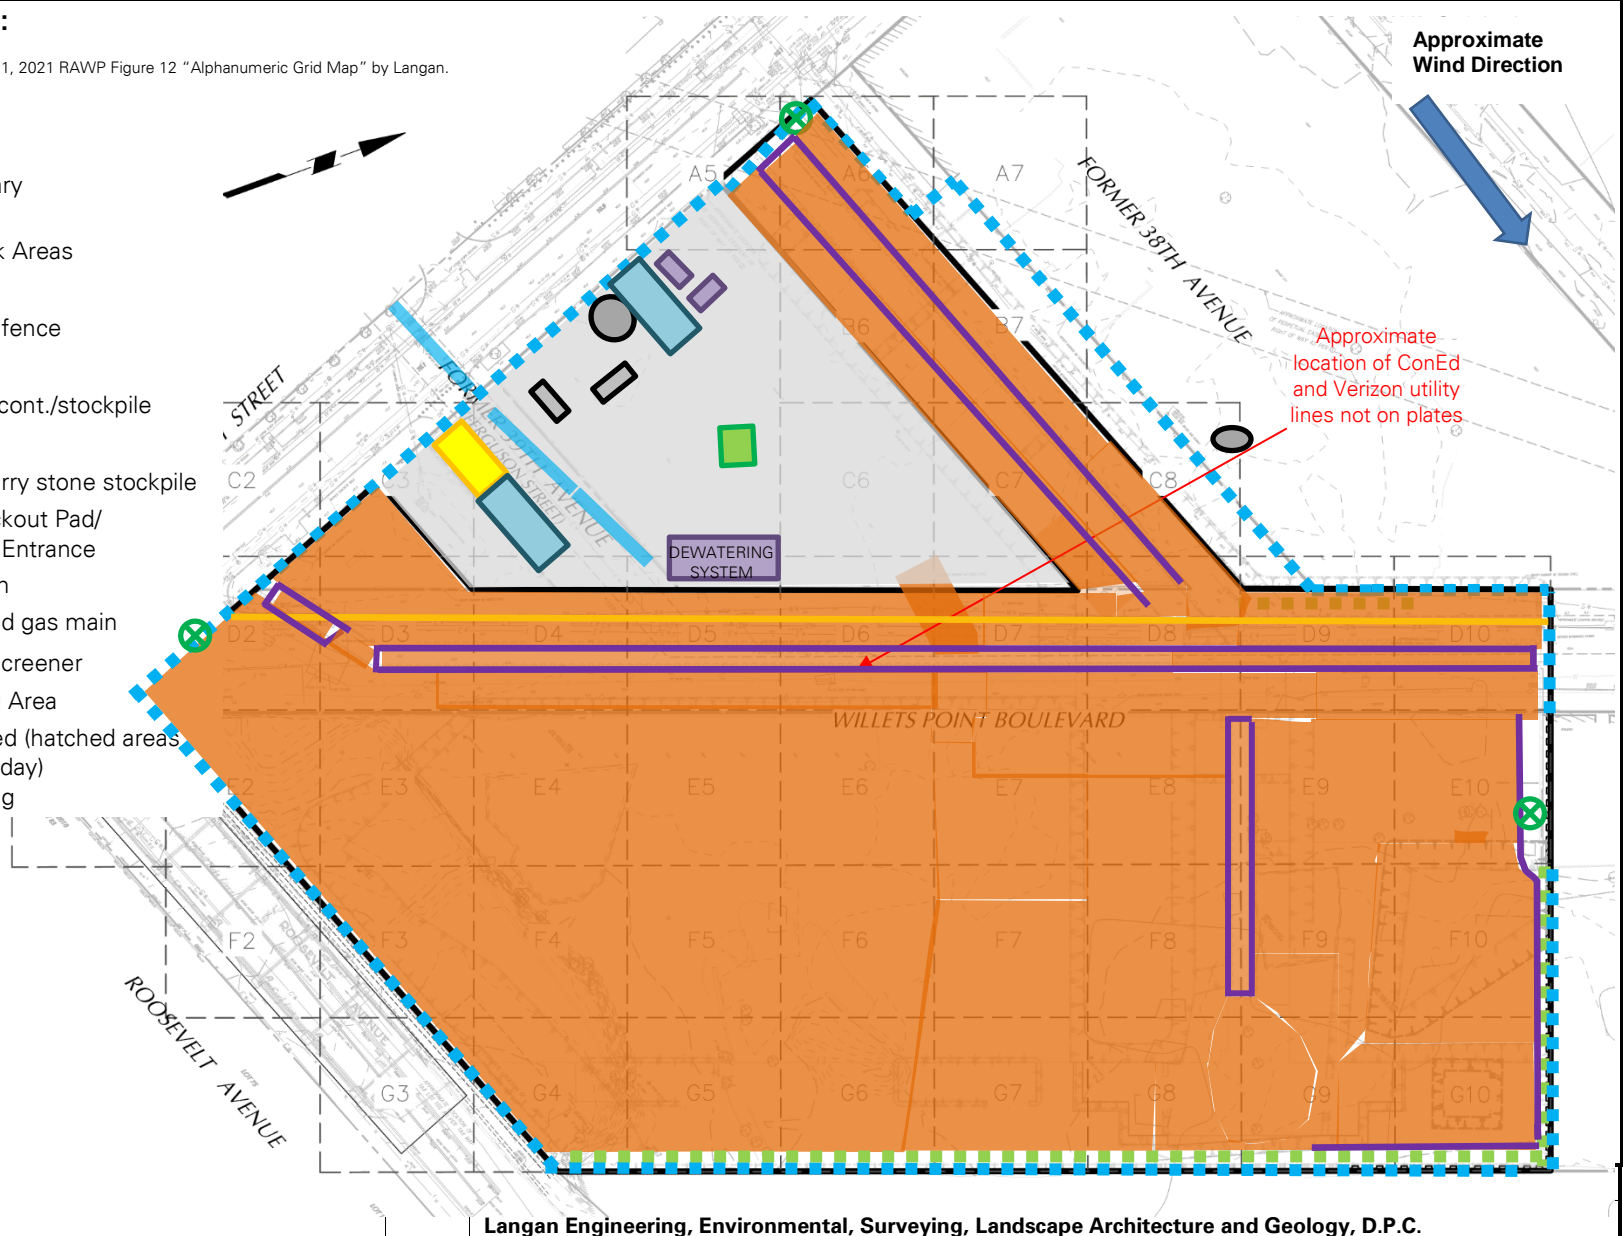 :
1, 2021 RAWP Figure 12 “Alphanumeric Grid Map” by Langan.
Approximate
Wind Direction
ary
k Areas
fence
cont./stockpile
rry stone stockpile
ckout Pad/
Entrance
n
d gas main
creener
Area
ed (hatched areas
day)
g
STREET
FORMER 38TH AVENUE
FORMER 39TH AVENUE
(FERGUSON STREET)
Approximate
location of ConEd
and Verizon utility
lines not on plates
DEWATERING
SYSTEM
A5
A6
A7
B6
B7
C2
C3
C6
C7
C8
D2
D3
D4
D5
D6
D7
D8
D9
D10
WILLETS POINT BOULEVARD
E2
E3
E4
E5
E6
E7
E8
E9
E10
F2
F3
F4
F5
F6
F7
F8
F9
F10
G3
G4
G5
G6
G7
G8
G9
G10
ROOSEVELT AVENUE
Langan Engineering, Environmental, Surveying, Landscape Architecture and Geology, D.P.C.